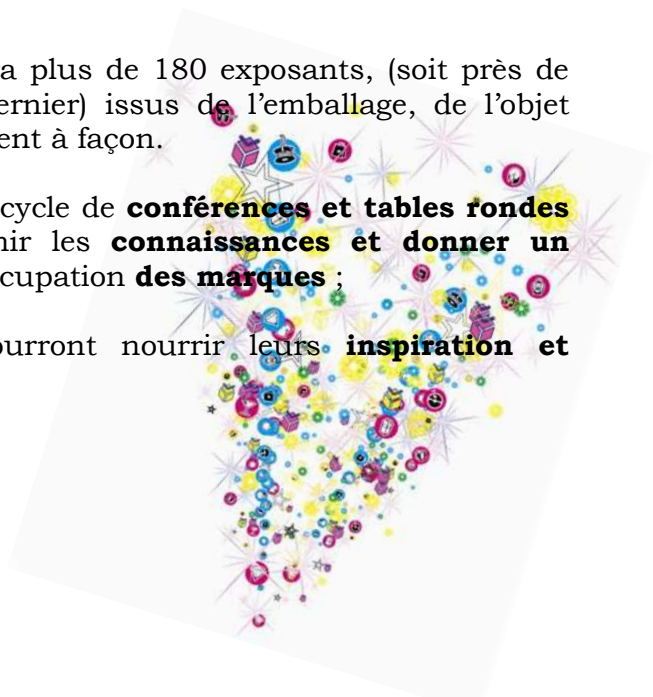 a plus de 180 exposants, (soit près de
ernier) issus de l’emballage, de l’objet
ent à façon.
cycle de conférences et tables rondes
nir les connaissances et donner un
cupation des marques ;
ourront nourrir leurs inspiration et